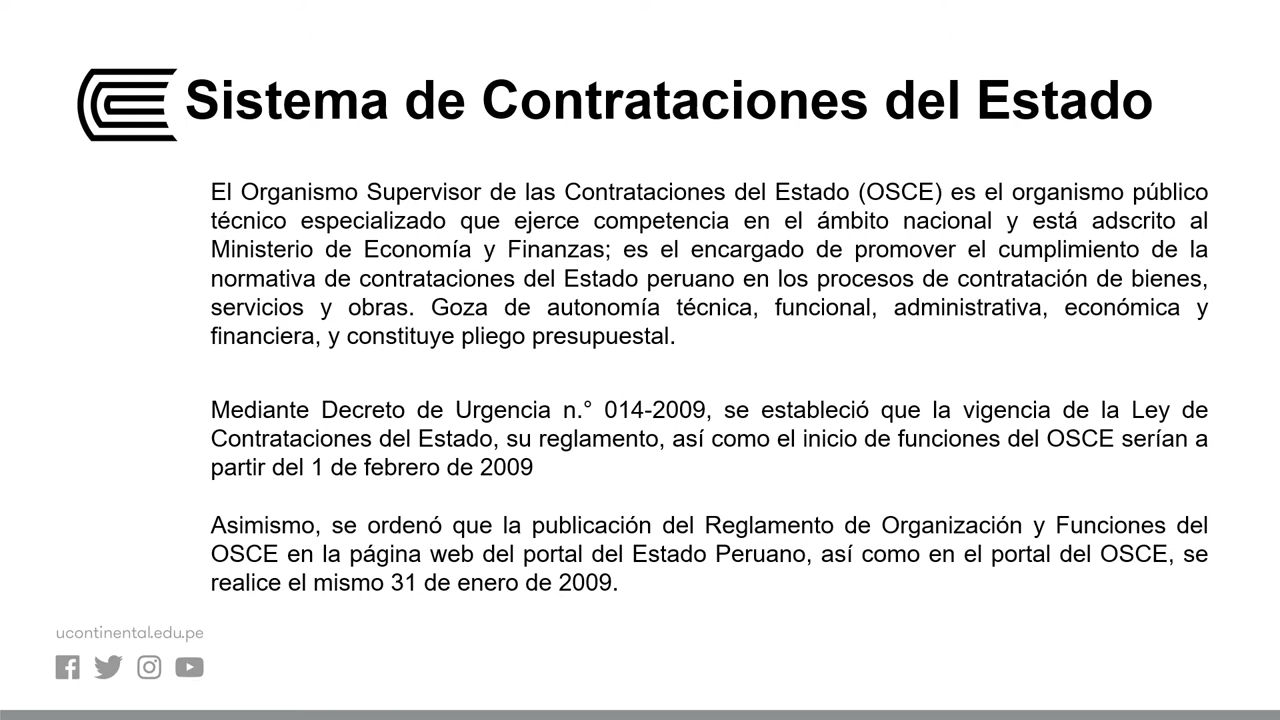 Sistema de Contrataciones del Estado
El Organismo Supervisor de las Contrataciones del Estado (OSCE) es el organismo público
técnico especializado que ejerce competencia en el ámbito nacional y está adscrito al
Ministerio de Economía y Finanzas; es el encargado de promover el cumplimiento de la
normativa de contrataciones del Estado peruano en los procesos de contratación de bienes,
servicios y obras. Goza de autonomía técnica, funcional, administrativa, económica y
financiera, y constituye pliego presupuestal.
Mediante Decreto de Urgencia n.° 014-2009, se estableció que la vigencia de la Ley de
Contrataciones del Estado, su reglamento, así como el inicio de funciones del OSCE serían a
partir del 1 de febrero de 2009
Asimismo, se ordenó que la publicación del Reglamento de Organización y Funciones del
OSCE en la página web del portal del Estado Peruano, así como en el portal del OSCE, se
realice el mismo 31 de enero de 2009.
ucontinental.edu.pe